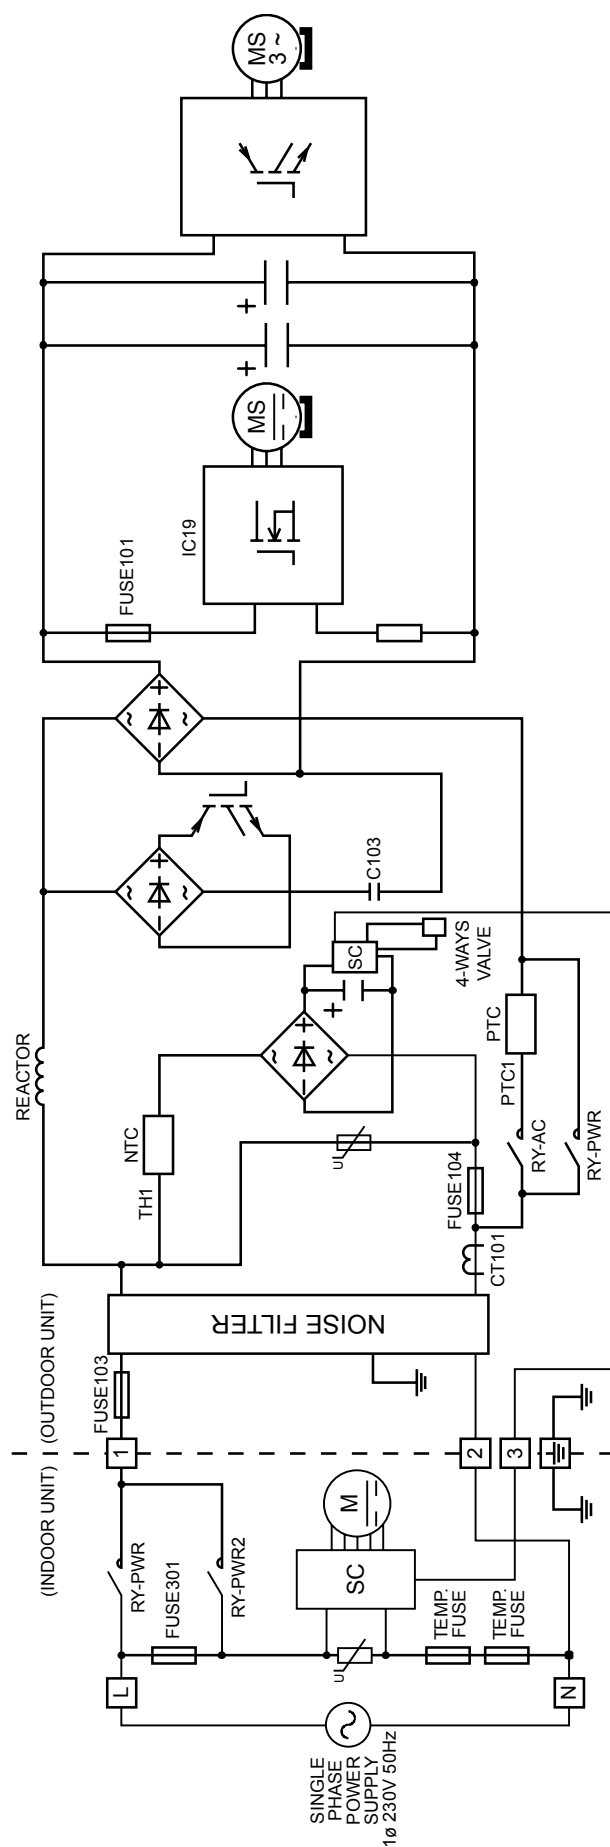 SINGLE
PHASE
POWER
SUPPLY
1ø 230V 50Hz
L
N
U
FUSE301
TEMP.
FUSE
TEMP.
FUSE
RY-PWR
RY-PWR2
SC
M
(INDOOR UNIT)
(OUTDOOR UNIT)
1
2
3
FUSE103
NOISE FILTER
CT101
FUSE104
TH1
NTC
U
REACTOR
RY-AC
RY-PWR
PTC1
PTC
~
+
−
~
+
SC
4-WAYS
VALVE
~
+
−
~
C103
~
+
−
~
FUSE101
IC19
MS
+
+
MS
3 ~